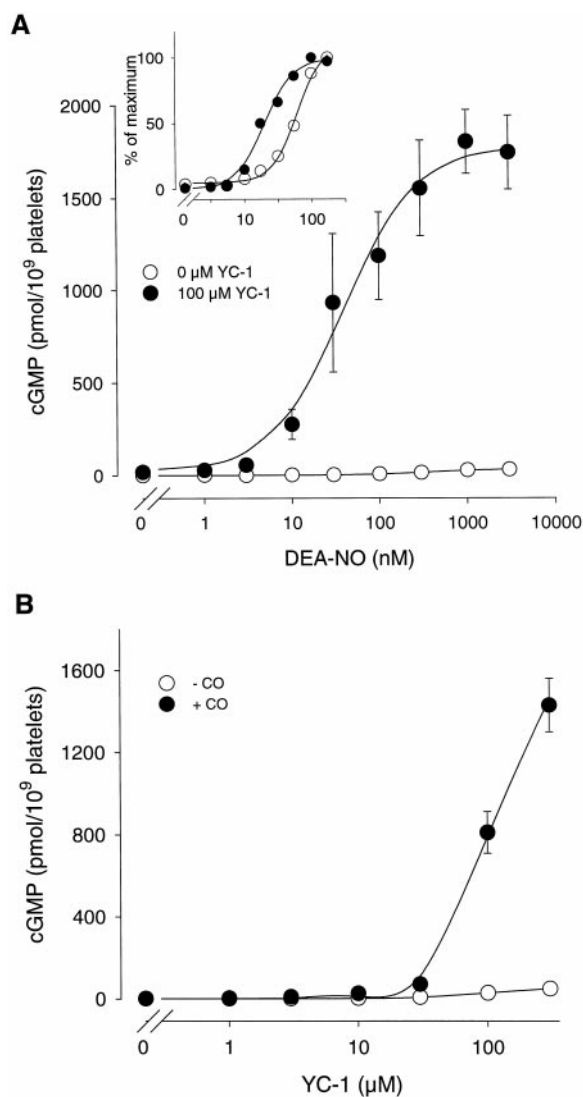 A
100
50
0
% of maximum
10
100
2000
1500
1000
500
0
cGMP (pmol/10⁹ platelets)
0 µM YC-1
100 µM YC-1
0
1
10
100
1000
10000
DEA-NO (nM)
B
1600
1200
800
400
0
cGMP (pmol/10⁹ platelets)
- CO
+ CO
0
1
10
100
YC-1 (µM)